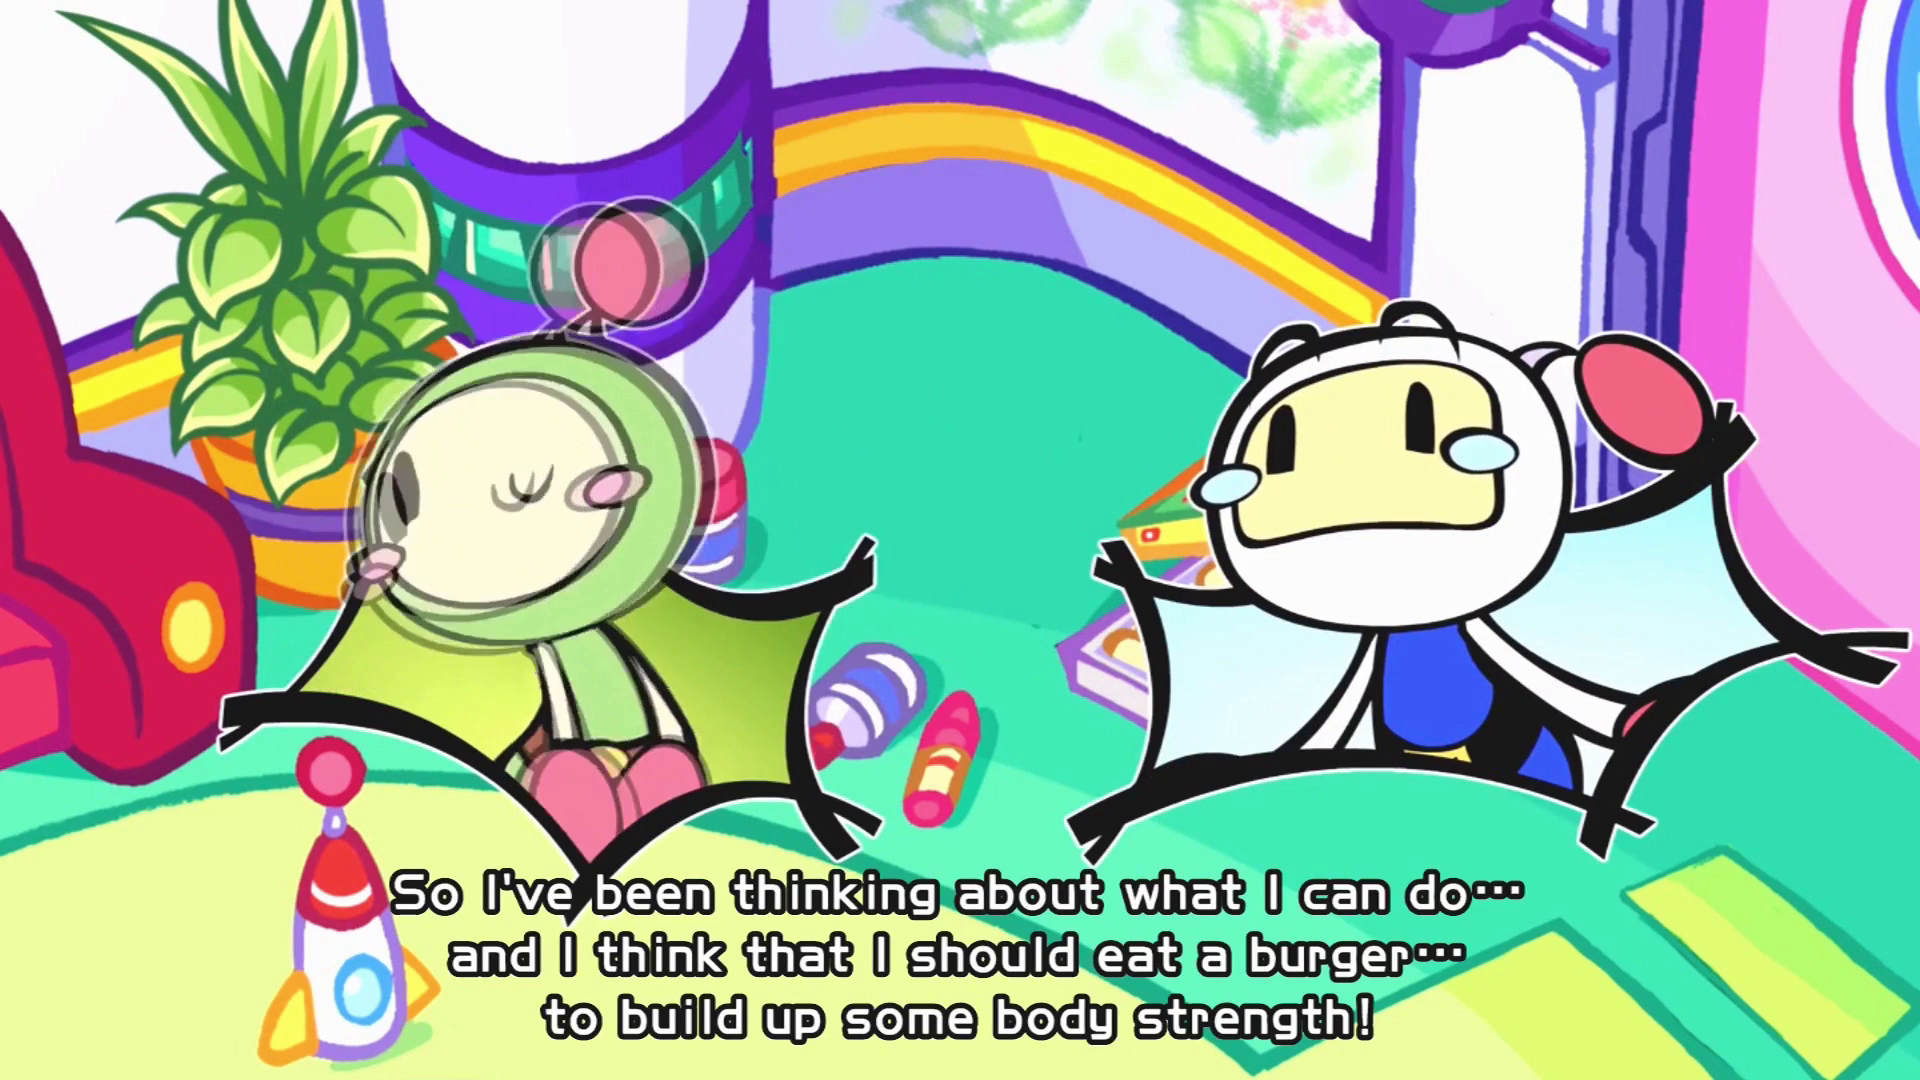 So I've been thinking about what I can do…
and I think that I should eat a burger…
to build up some body strength!